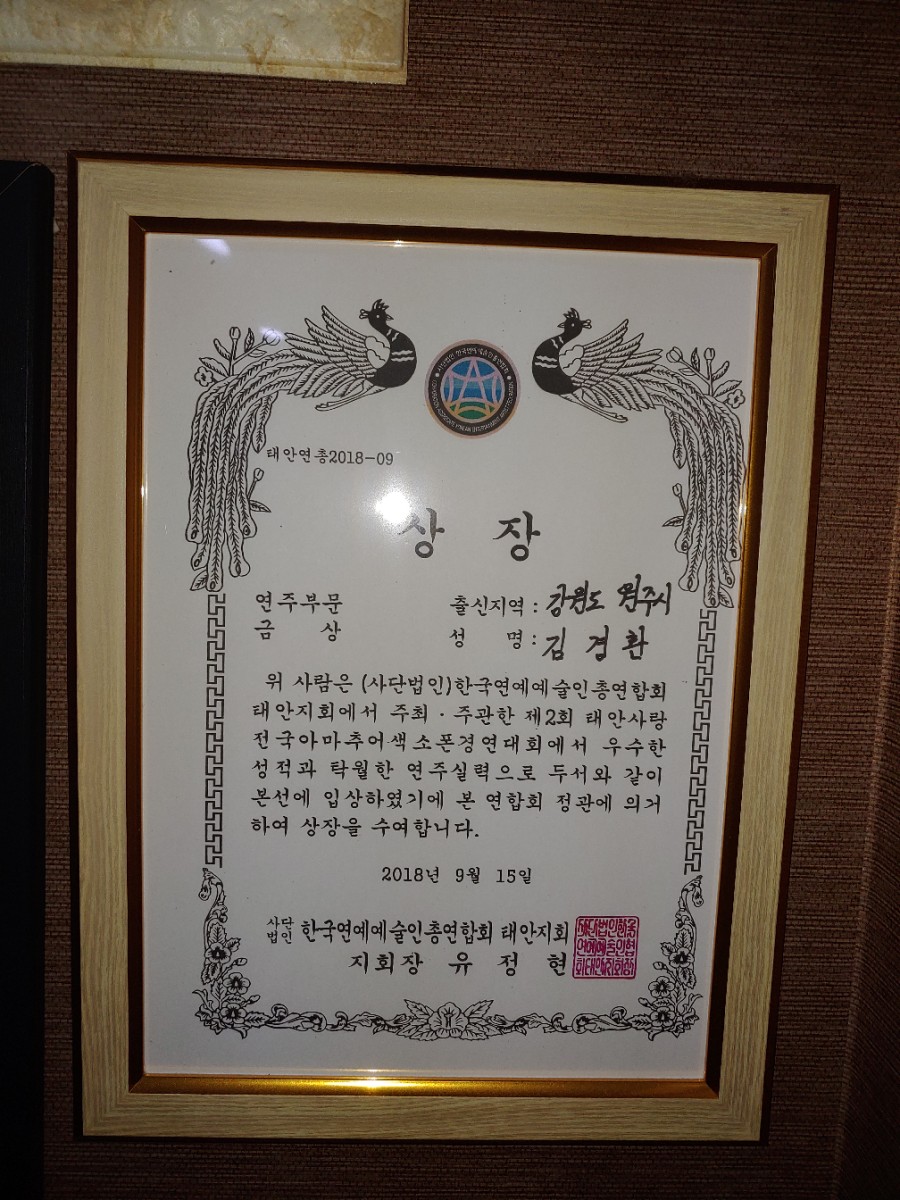 태안연총2018-09
상 장
연주부문 출신지역 : 강원도 원주시
금 상 성 명 : 김경환
위 사람은 (사단법인)한국연예예술인총연합회
태안지회에서 주최 · 주관한 제2회 태안사랑
전국아마추어색소폰경연대회에서 우수한
성적과 탁월한 연주실력으로 두서와 같이
본선에 입상하였기에 본 연합회 정관에 의거
하여 상장을 수여합니다.
2018년 9월 15일
사단법인 한국연예예술인총연합회 태안지회
지회장 유정현